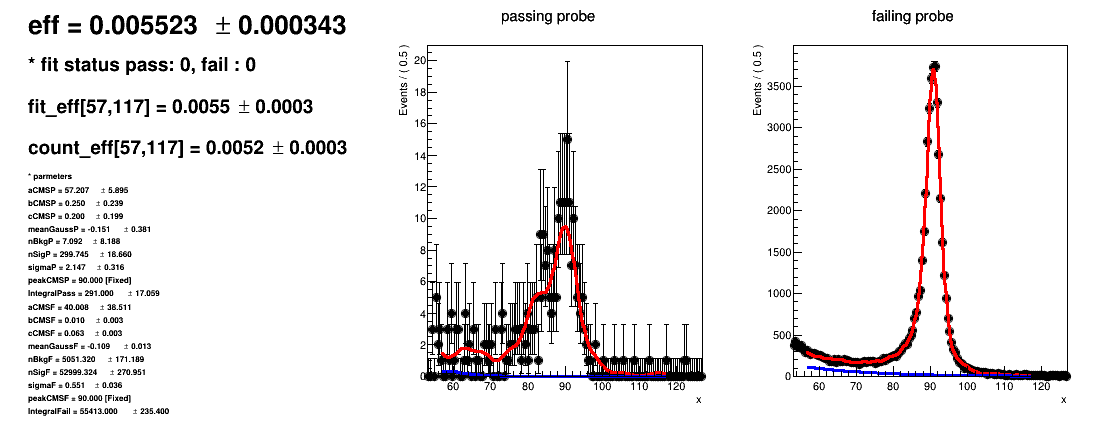 eff = 0.005523 ± 0.000343
* fit status pass: 0, fail : 0
fit_eff[57,117] = 0.0055 ± 0.0003
count_eff[57,117] = 0.0052 ± 0.0003
* parmeters
aCMSP = 57.207 ± 5.895
bCMSP = 0.250 ± 0.239
cCMSP = 0.200 ± 0.199
meanGaussP = -0.151 ± 0.381
nBkgP = 7.092 ± 8.188
nSigP = 299.745 ± 18.660
sigmaP = 2.147 ± 0.316
peakCMSP = 90.000 [Fixed]
IntegralPass = 291.000 ± 17.059
aCMSF = 40.008 ± 38.511
bCMSF = 0.010 ± 0.003
cCMSF = 0.063 ± 0.003
meanGaussF = -0.109 ± 0.013
nBkgF = 5051.320 ± 171.189
nSigF = 52999.324 ± 270.951
sigmaF = 0.551 ± 0.036
peakCMSF = 90.000 [Fixed]
IntegralFail = 55413.000 ± 235.400
passing probe
Events / ( 0.5 )
20
18
16
14
12
10
8
6
4
2
0
60 70 80 90 100 110 120
x
failing probe
Events / ( 0.5 )
3500
3000
2500
2000
1500
1000
500
0
60 70 80 90 100 110 120
x